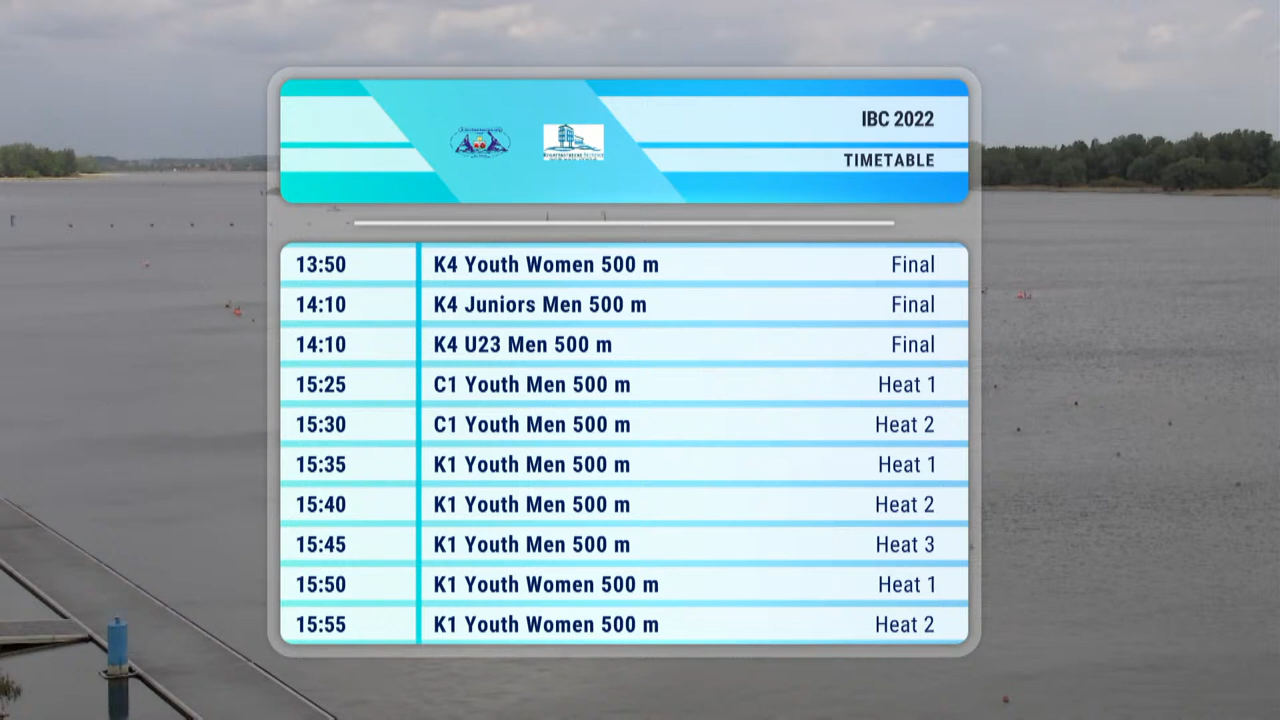 IBC 2022
TIMETABLE
13:50 K4 Youth Women 500 m Final
14:10 K4 Juniors Men 500 m Final
14:10 K4 U23 Men 500 m Final
15:25 C1 Youth Men 500 m Heat 1
15:30 C1 Youth Men 500 m Heat 2
15:35 K1 Youth Men 500 m Heat 1
15:40 K1 Youth Men 500 m Heat 2
15:45 K1 Youth Men 500 m Heat 3
15:50 K1 Youth Women 500 m Heat 1
15:55 K1 Youth Women 500 m Heat 2